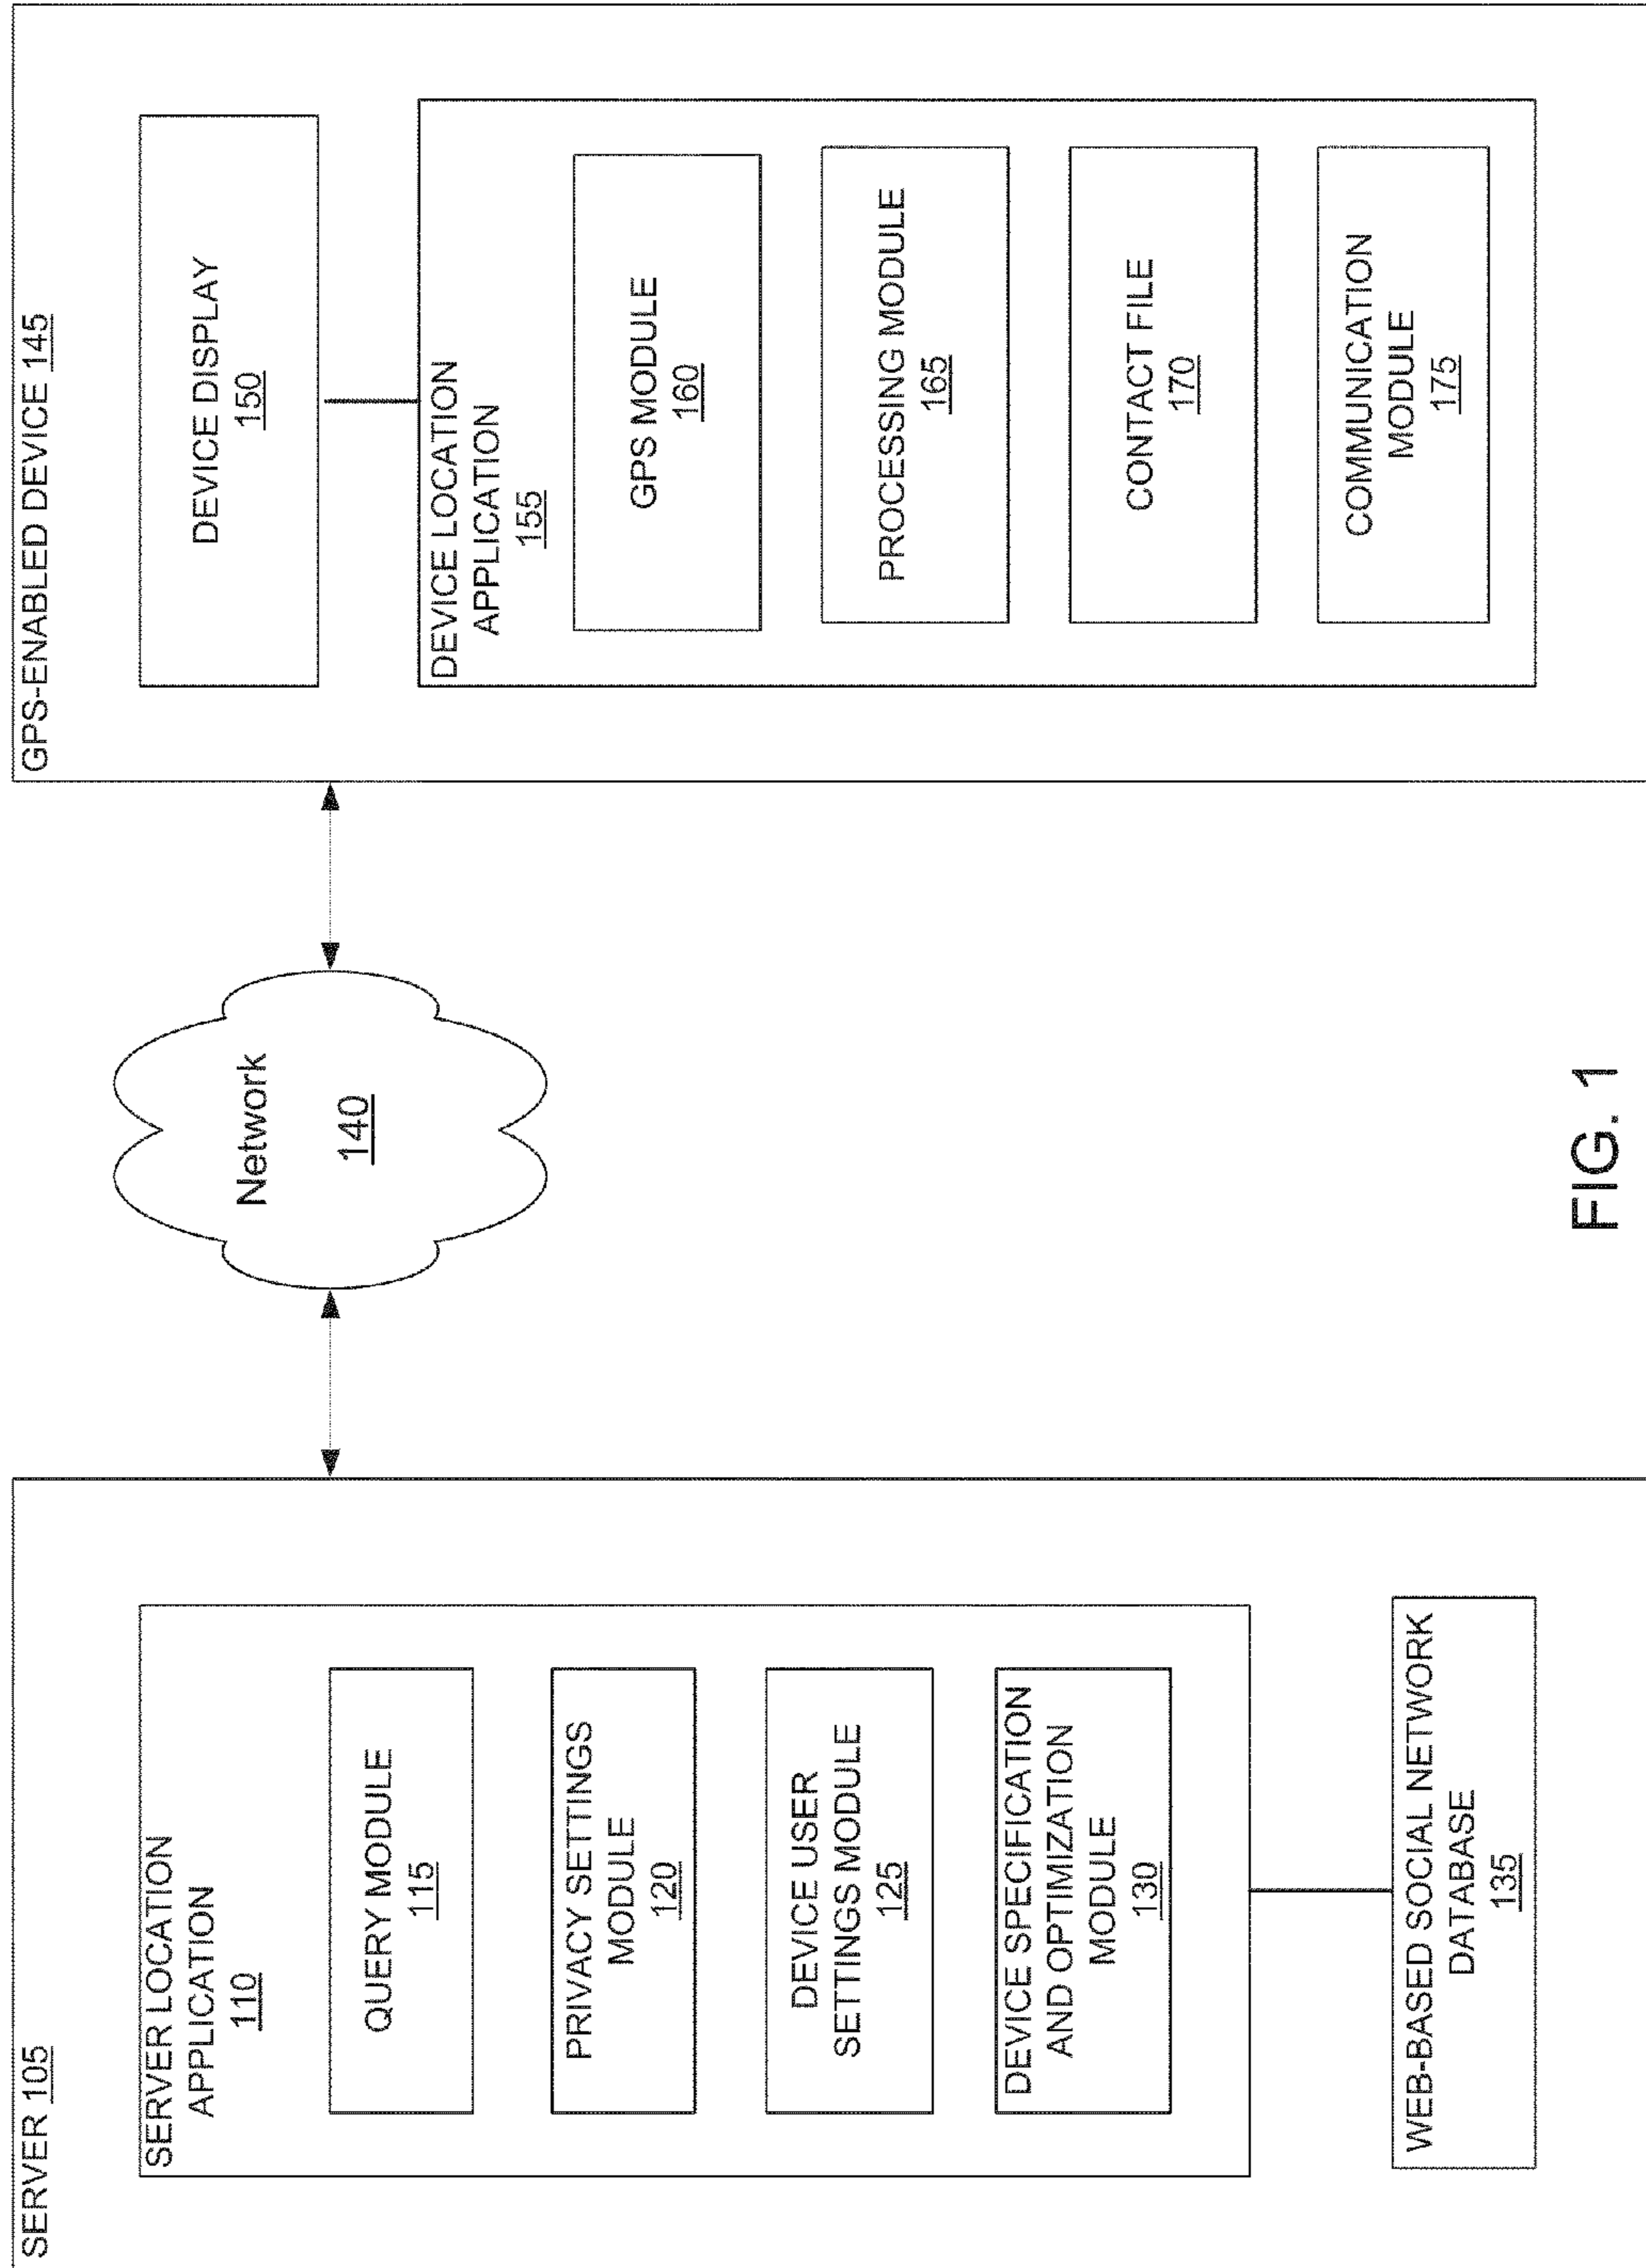 SERVER 105
SERVER LOCATION
APPLICATION
110
QUERY MODULE
115
PRIVACY SETTINGS
MODULE
120
DEVICE USER
SETTINGS MODULE
125
DEVICE SPECIFICATION
AND OPTIMIZATION
MODULE
130
WEB-BASED SOCIAL NETWORK
DATABASE
135
Network
140
GPS-ENABLED DEVICE 145
DEVICE DISPLAY
150
DEVICE LOCATION
APPLICATION
155
GPS MODULE
160
PROCESSING MODULE
165
CONTACT FILE
170
COMMUNICATION
MODULE
175
FIG. 1